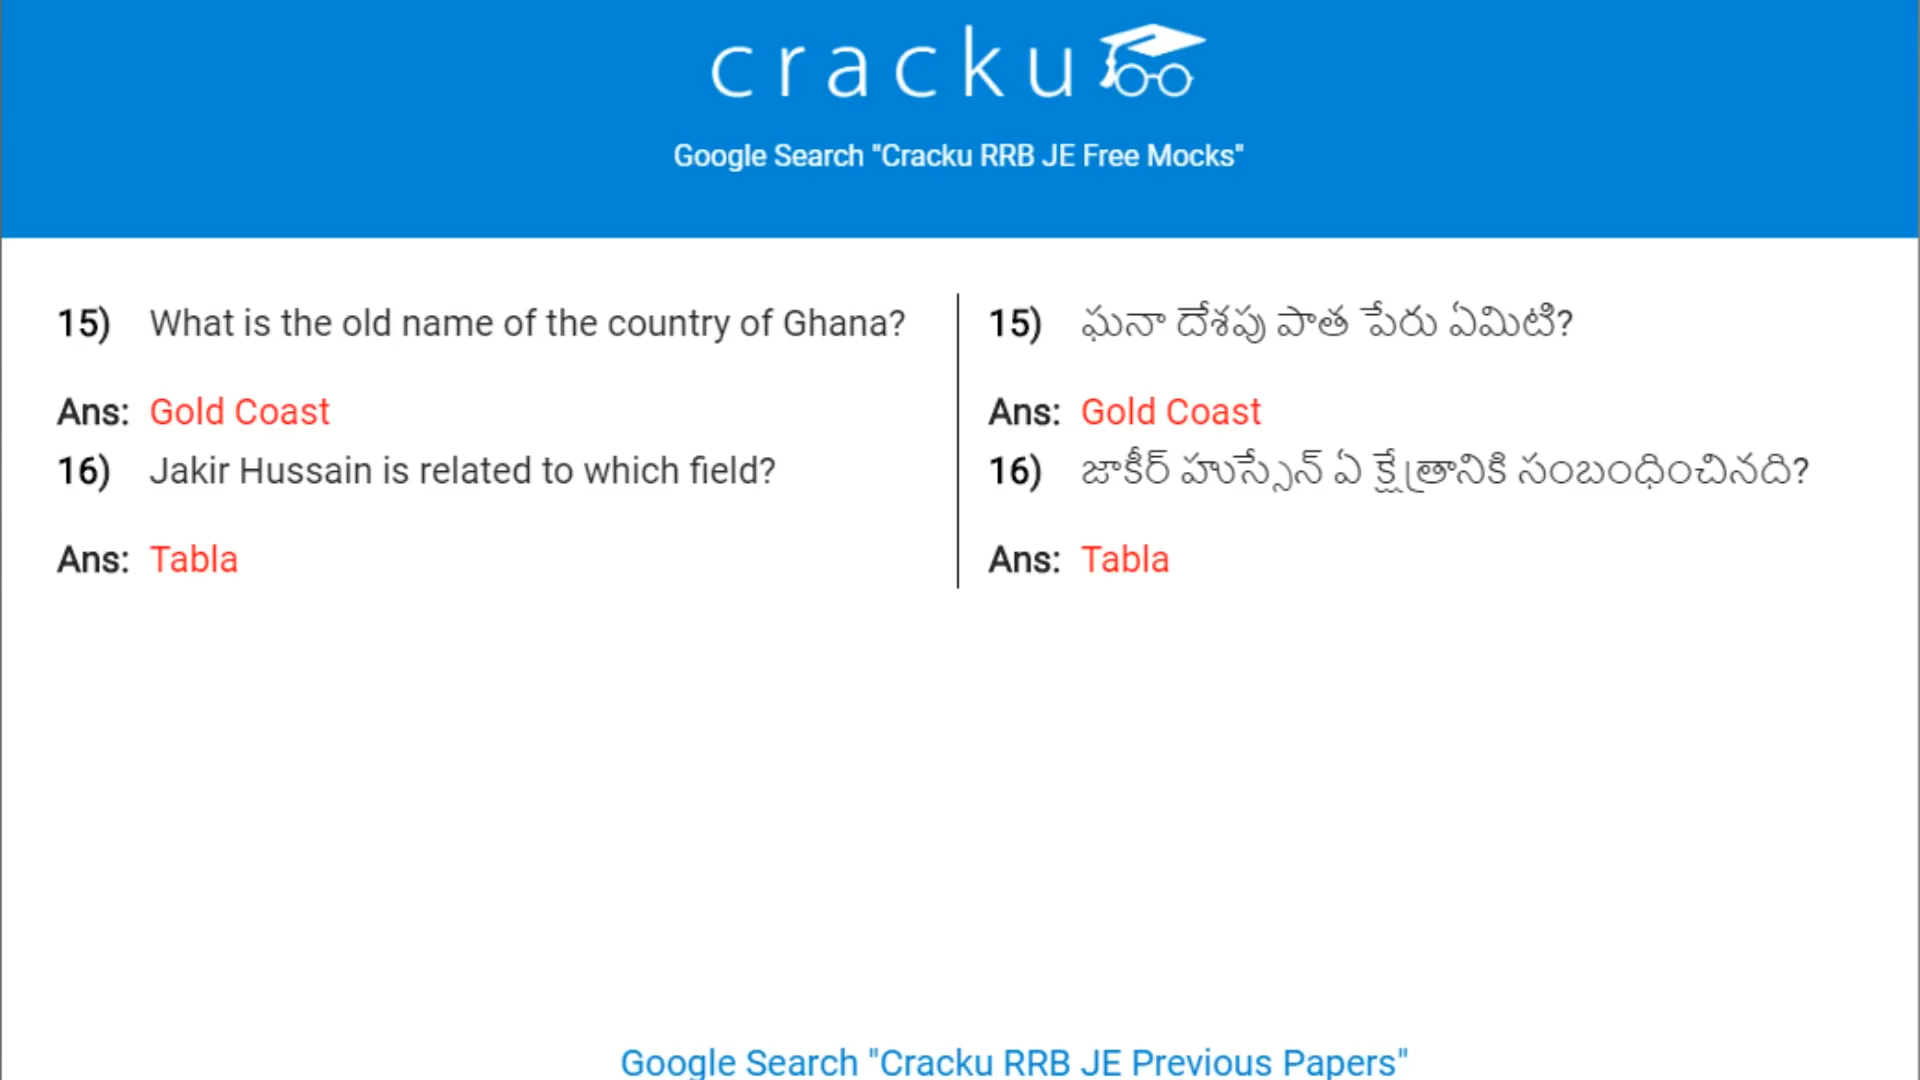 cracku
Google Search "Cracku RRB JE Free Mocks"
15) What is the old name of the country of Ghana?
Ans: Gold Coast
16) Jakir Hussain is related to which field?
Ans: Tabla
15) ఘనా దేశపు పాత పేరు ఏమిటి?
Ans: Gold Coast
16) జాకీర్ హుస్సేన్ ఏ క్షేత్రానికి సంబంధించినది?
Ans: Tabla
Google Search "Cracku RRB JE Previous Papers"